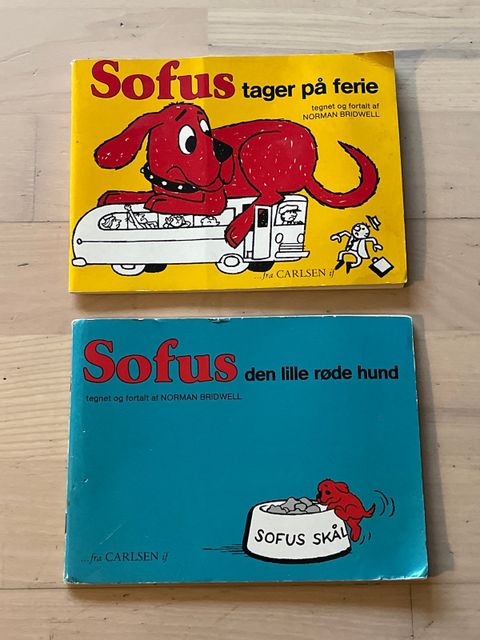 Sofus tager på ferie
tegnet og fortalt af
NORMAN BRIDWELL
...fra CARLSEN if
Sofus den lille røde hund
tegnet og fortalt af NORMAN BRIDWELL
SOFUS SKÅL
...fra CARLSEN if